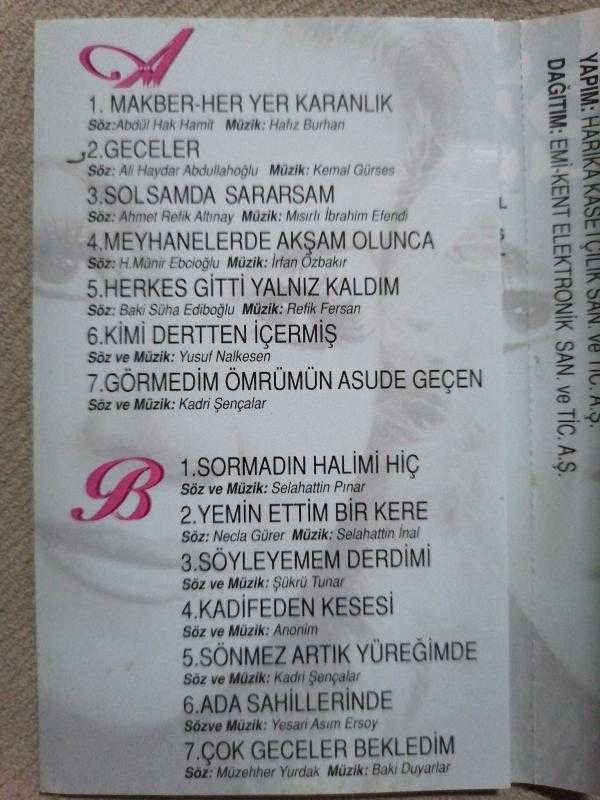 A
1. MAKBER-HER YER KARANLIK
Söz:Abdül Hak Hamit Müzik: Hafız Burhan
2.GECELER
Söz: Ali Haydar Abdullahoğlu Müzik: Kemal Gürses
3.SOLSAMDA SARARSAM
Söz: Ahmet Refik Altınay Müzik: Mısırlı İbrahim Efendi
4.MEYHANELERDE AKŞAM OLUNCA
Söz: H.Münir Ebcioğlu Müzik: İrfan Özbakır
5.HERKES GİTTİ YALNIZ KALDIM
Söz: Baki Süha Ediboğlu Müzik: Refik Fersan
6.KİMİ DERTTEN İÇERMİŞ
Söz ve Müzik: Yusuf Nalkesen
7.GÖRMEDİM ÖMRÜMÜN ASUDE GEÇEN
Söz ve Müzik: Kadri Şençalar
B
1.SORMADIN HALİMİ HİÇ
Söz ve Müzik: Selahattin Pınar
2.YEMİN ETTİM BİR KERE
Söz: Necla Gürer Müzik: Selahattin İnal
3.SÖYLEYEMEM DERDİMİ
Söz ve Müzik: Şükrü Tunar
4.KADİFEDEN KESESİ
Söz ve Müzik: Anonim
5.SÖNMEZ ARTIK YÜREĞİMDE
Söz ve Müzik: Kadri Şençalar
6.ADA SAHİLLERİNDE
Sözve Müzik: Yesari Asım Ersoy
7.ÇOK GECELER BEKLEDİM
Söz: Müzehher Yurdak Müzik: Baki Duyarlar
YAPIM: HARİKA KASETÇİLİK SAN. ve TİC. A.Ş.
DAĞITIM: EMI-KENT ELEKTRONİK SAN. ve TİC. A.Ş.